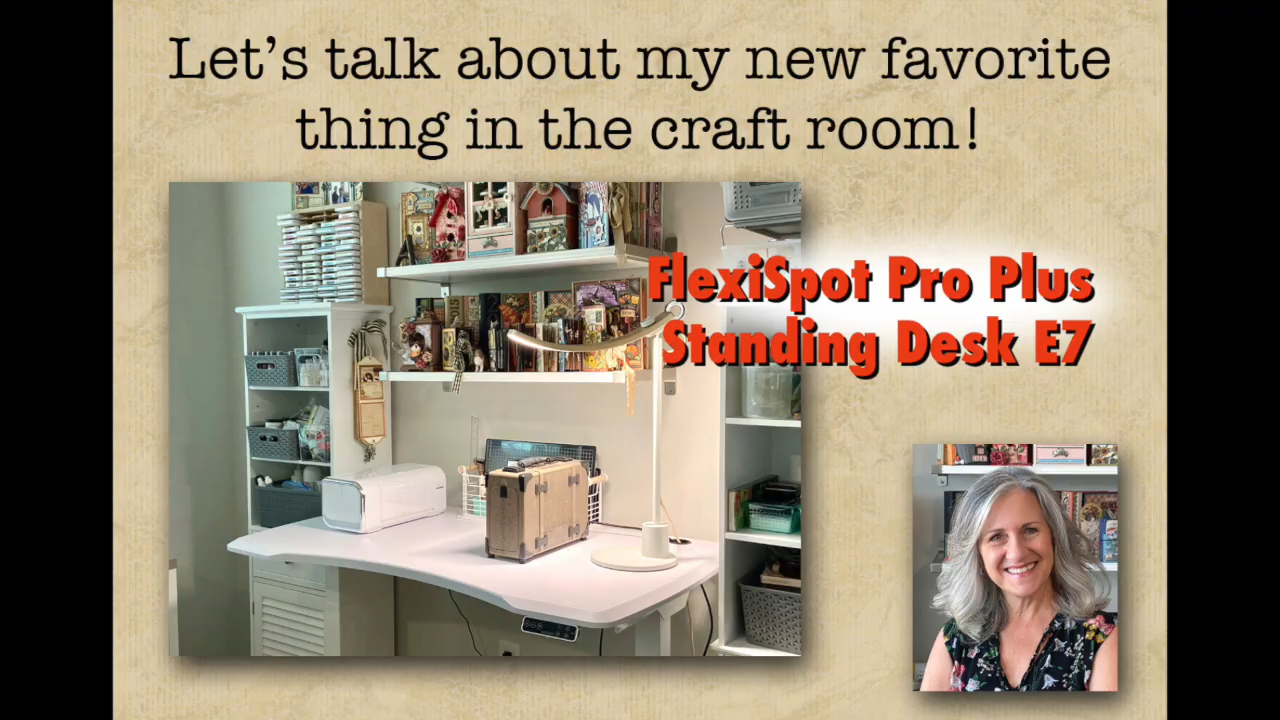 Let’s talk about my new favorite
thing in the craft room!
FlexiSpot Pro Plus
Standing Desk E7